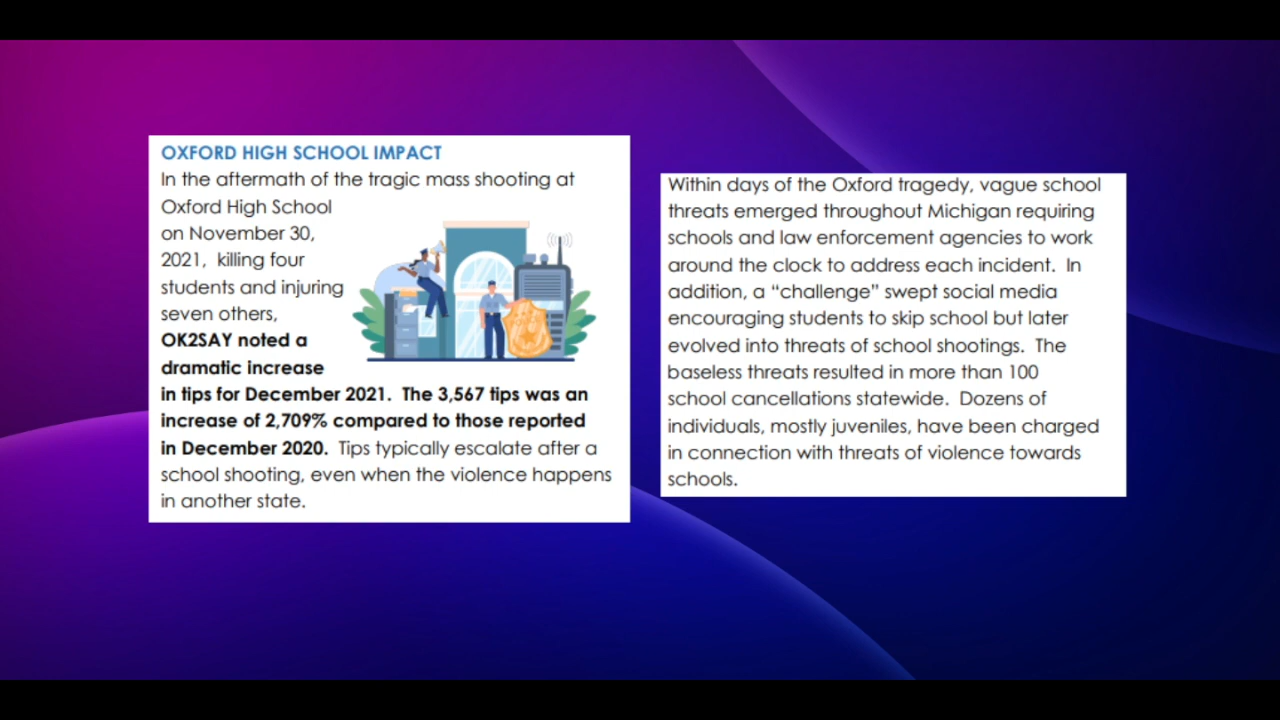 OXFORD HIGH SCHOOL IMPACT
In the aftermath of the tragic mass shooting at
Oxford High School
on November 30,
2021,  killing four
students and injuring
seven others,
OK2SAY noted a
dramatic increase
in tips for December 2021.  The 3,567 tips was an
increase of 2,709% compared to those reported
in December 2020.  Tips typically escalate after a
school shooting, even when the violence happens
in another state.
Within days of the Oxford tragedy, vague school
threats emerged throughout Michigan requiring
schools and law enforcement agencies to work
around the clock to address each incident.  In
addition, a “challenge” swept social media
encouraging students to skip school but later
evolved into threats of school shootings.  The
baseless threats resulted in more than 100
school cancellations statewide.  Dozens of
individuals, mostly juveniles, have been charged
in connection with threats of violence towards
schools.